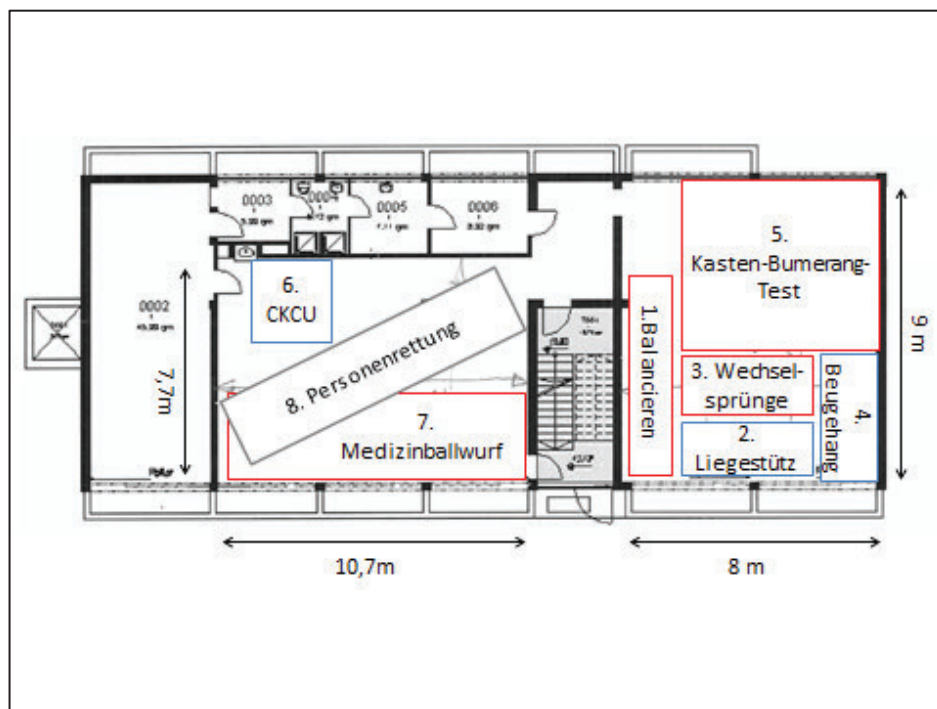 0003
0004
0005
0006
0002
6.
CKCU
8. Personenrettung
7.
Medizinballwurf
7,7m
10,7m
1.Balancieren
5.
Kasten-Bumerang-
Test
3. Wechsel-
sprünge
2.
Liegestütz
4.
Beugehang
9 m
8 m